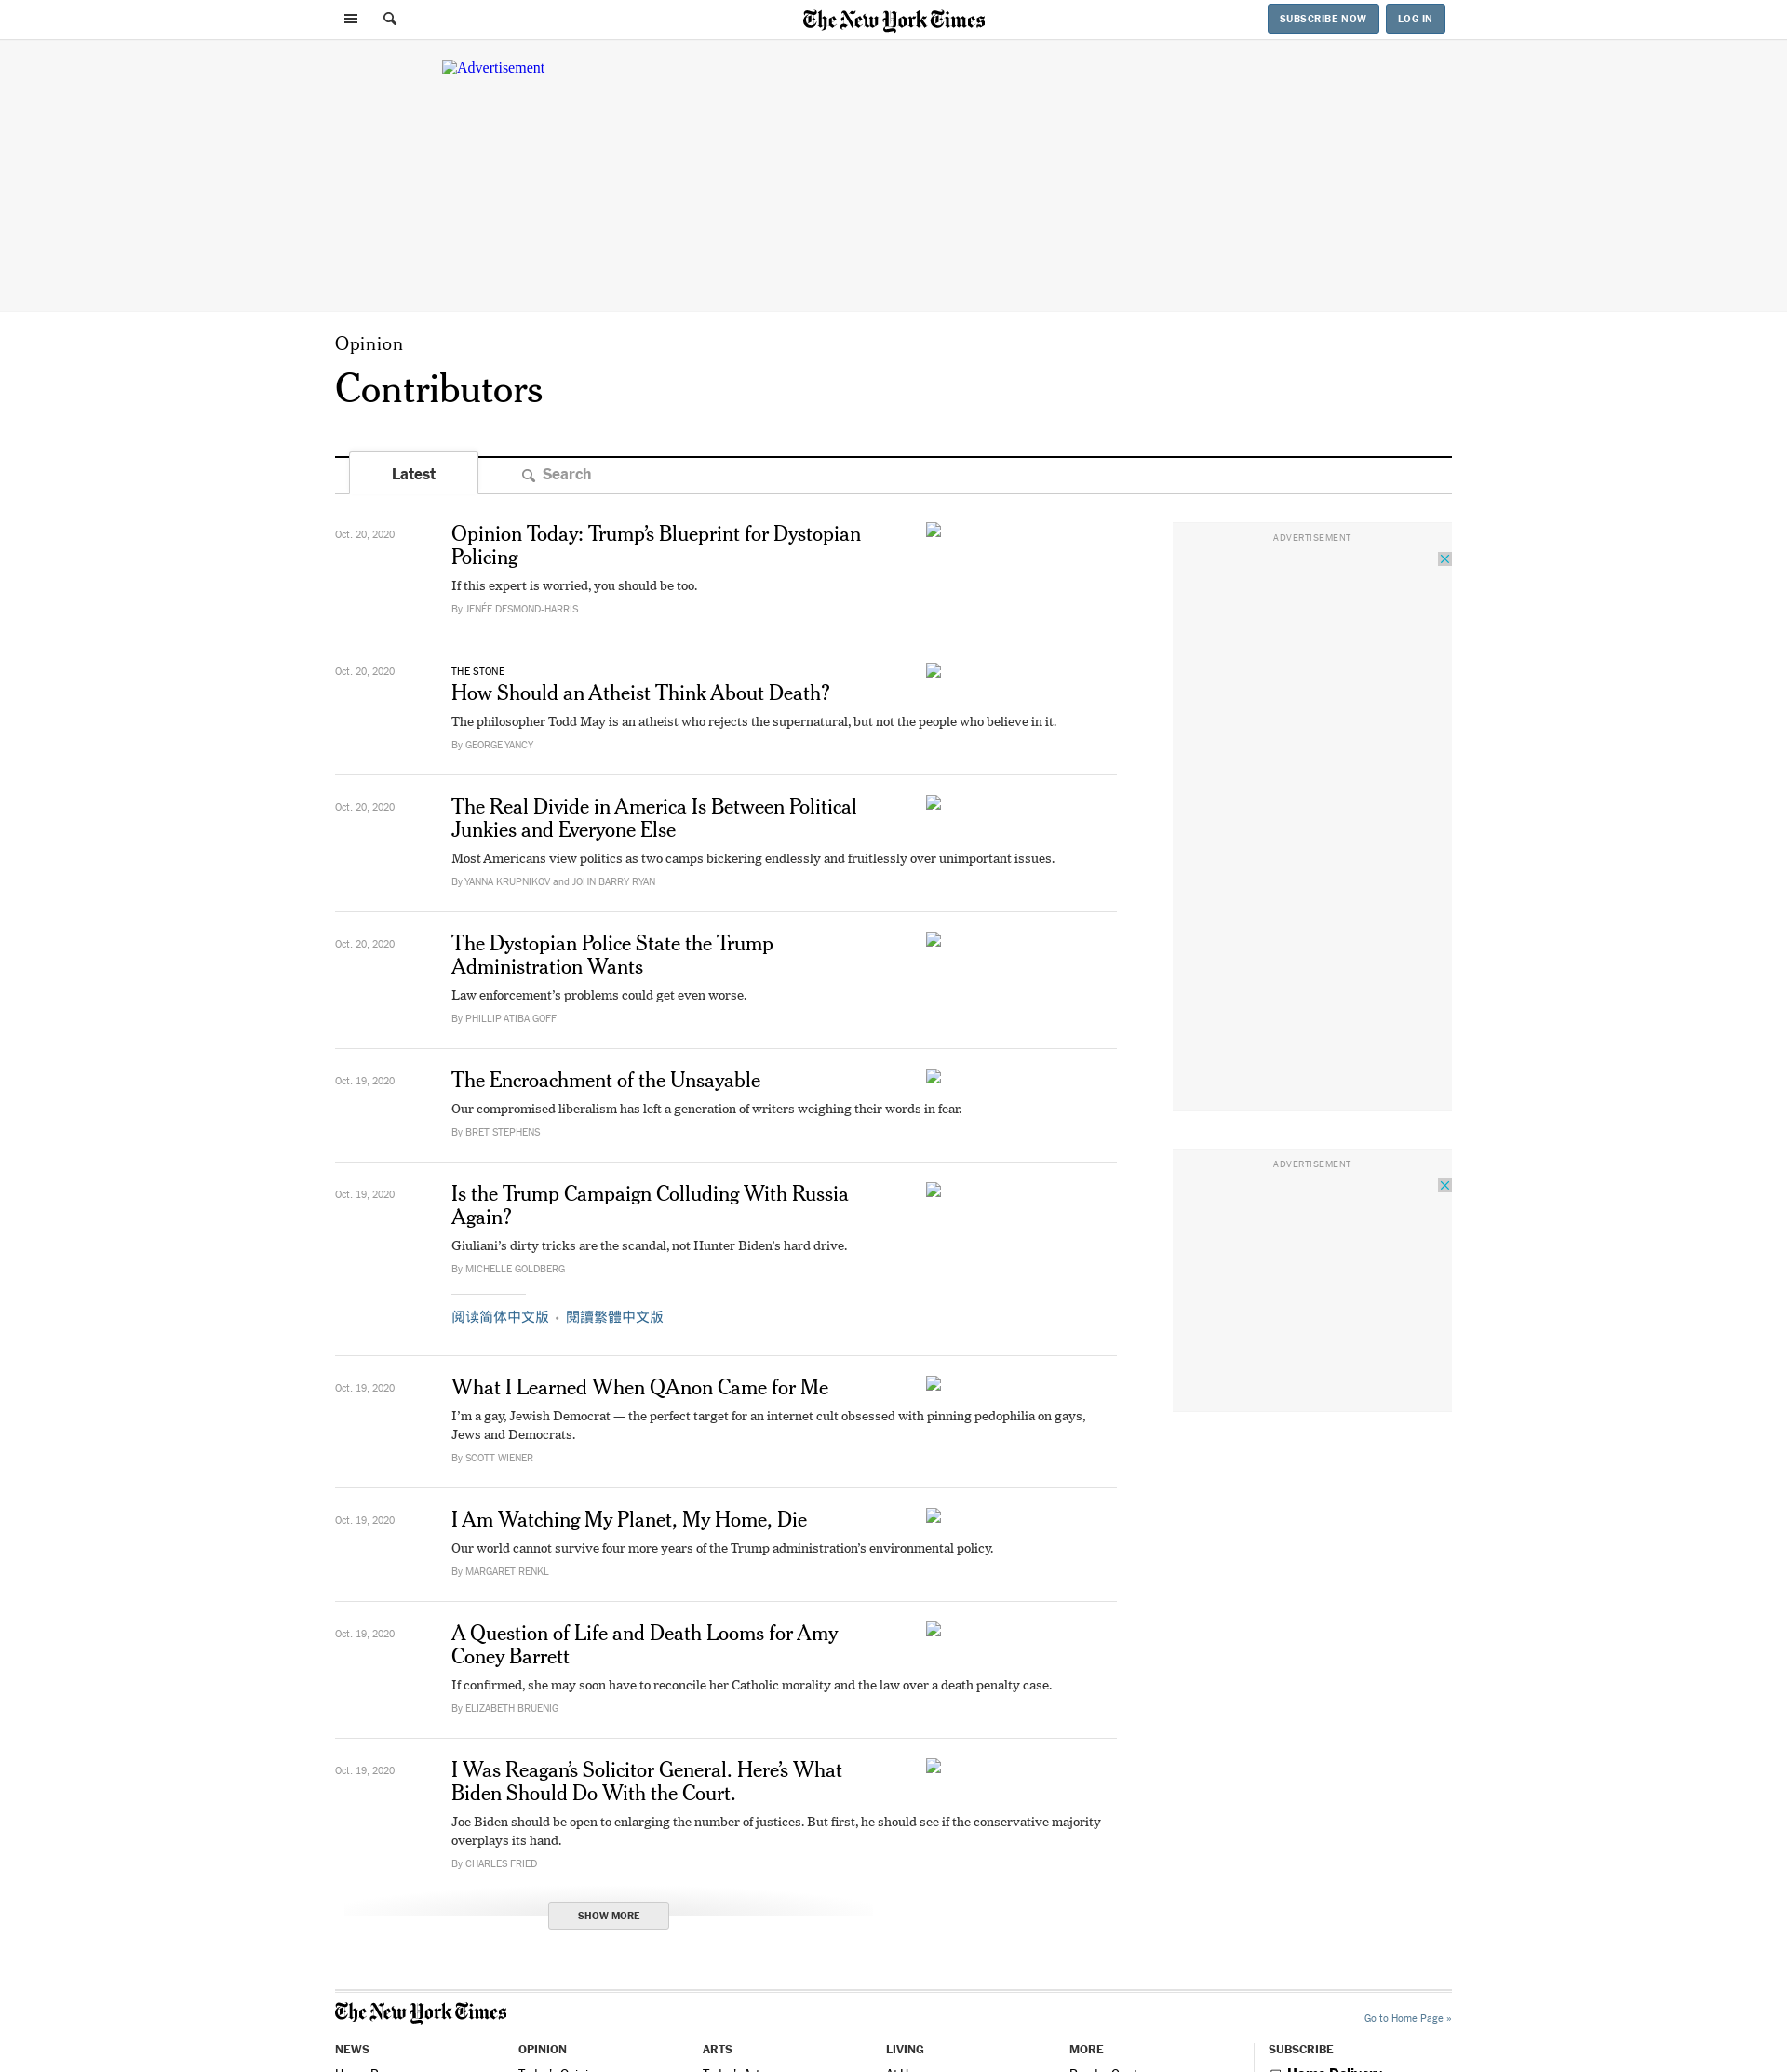 The New York Times
SUBSCRIBE NOW
LOG IN
Advertisement
Opinion
Contributors
Latest
Search
Oct. 20, 2020
Opinion Today: Trump’s Blueprint for Dystopian
Policing
If this expert is worried, you should be too.
By JENÉE DESMOND-HARRIS
Oct. 20, 2020
THE STONE
How Should an Atheist Think About Death?
The philosopher Todd May is an atheist who rejects the supernatural, but not the people who believe in it.
By GEORGE YANCY
Oct. 20, 2020
The Real Divide in America Is Between Political
Junkies and Everyone Else
Most Americans view politics as two camps bickering endlessly and fruitlessly over unimportant issues.
By YANNA KRUPNIKOV and JOHN BARRY RYAN
Oct. 20, 2020
The Dystopian Police State the Trump
Administration Wants
Law enforcement’s problems could get even worse.
By PHILLIP ATIBA GOFF
Oct. 19, 2020
The Encroachment of the Unsayable
Our compromised liberalism has left a generation of writers weighing their words in fear.
By BRET STEPHENS
Oct. 19, 2020
Is the Trump Campaign Colluding With Russia
Again?
Giuliani’s dirty tricks are the scandal, not Hunter Biden’s hard drive.
By MICHELLE GOLDBERG
阅读简体中文版 • 閱讀繁體中文版
Oct. 19, 2020
What I Learned When QAnon Came for Me
I’m a gay, Jewish Democrat — the perfect target for an internet cult obsessed with pinning pedophilia on gays,
Jews and Democrats.
By SCOTT WIENER
Oct. 19, 2020
I Am Watching My Planet, My Home, Die
Our world cannot survive four more years of the Trump administration’s environmental policy.
By MARGARET RENKL
Oct. 19, 2020
A Question of Life and Death Looms for Amy
Coney Barrett
If confirmed, she may soon have to reconcile her Catholic morality and the law over a death penalty case.
By ELIZABETH BRUENIG
Oct. 19, 2020
I Was Reagan’s Solicitor General. Here’s What
Biden Should Do With the Court.
Joe Biden should be open to enlarging the number of justices. But first, he should see if the conservative majority
overplays its hand.
By CHARLES FRIED
SHOW MORE
ADVERTISEMENT
ADVERTISEMENT
The New York Times
Go to Home Page »
NEWS
OPINION
ARTS
LIVING
MORE
SUBSCRIBE